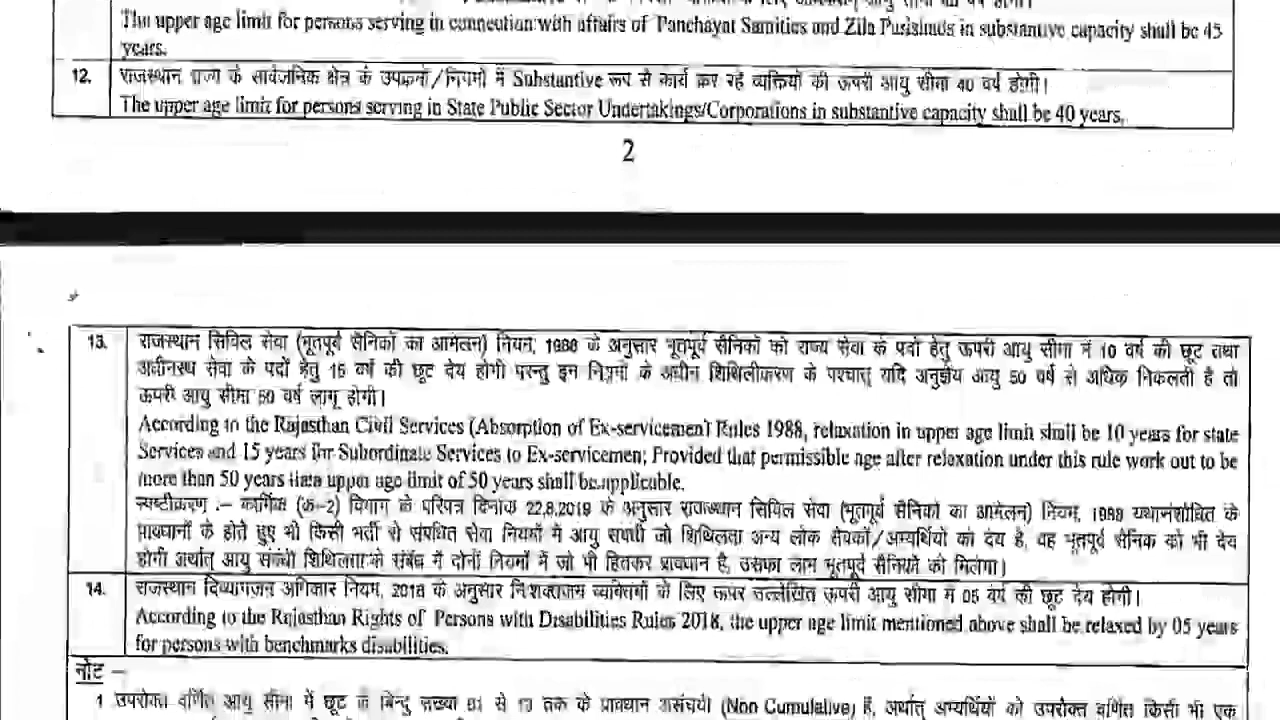 The upper age limit for persons serving in connection with affairs of Panchayat Samities and Zila Parishads in substantive capacity shall be 45
years.
12. राजस्थान राज्य के सार्वजनिक क्षेत्र के उपक्रमों/निगमों में Substantive रूप से कार्य कर रहे व्यक्तियों की ऊपरी आयु सीमा 40 वर्ष होगी।
The upper age limit for persons serving in State Public Sector Undertakings/Corporations in substantive capacity shall be 40 years.
2
13. राजस्थान सिविल सेवा (भूतपूर्व सैनिकों का आमेलन) नियम, 1988 के अनुसार भूतपूर्व सैनिकों को राज्य सेवा के पदों हेतु ऊपरी आयु सीमा में 10 वर्ष की छूट तथा
अधीनस्थ सेवा के पदों हेतु 15 वर्ष की छूट देय होगी परन्तु इन नियमों के अधीन शिथिलीकरण के पश्चात् यदि अनुज्ञेय आयु 50 वर्ष से अधिक निकलती है तो
ऊपरी आयु सीमा 50 वर्ष लागू होगी।
According to the Rajasthan Civil Services (Absorption of Ex-servicemen) Rules 1988, relaxation in upper age limit shall be 10 years for state
Services and 15 years for Subordinate Services to Ex-servicemen; Provided that permissible age after relaxation under this rule work out to be
more than 50 years then upper age limit of 50 years shall be applicable.
स्पष्टीकरण :– कार्मिक (क–2) विभाग के परिपत्र दिनांक 22.8.2019 के अनुसार राजस्थान सिविल सेवा (भूतपूर्व सैनिकों का आमेलन) नियम, 1988 यथासंशोधित के
प्रावधानों के होते हुए भी किसी भर्ती से संबंधित सेवा नियमों में आयु संबंधी जो शिथिलता अन्य लोक सेवकों/अभ्यर्थियों को देय है, वह भूतपूर्व सैनिक को भी देय
होगी अर्थात् आयु संबंधी शिथिलता के संबंध में दोनों नियमों में जो भी हितकर प्रावधान है, उसका लाभ भूतपूर्व सैनिकों को मिलेगा।
14. राजस्थान दिव्यांगजन अधिकार नियम, 2018 के अनुसार निःशक्तजन व्यक्तियों के लिए ऊपर उल्लेखित ऊपरी आयु सीमा में 05 वर्ष की छूट देय होगी।
According to the Rajasthan Rights of Persons with Disabilities Rules 2018, the upper age limit mentioned above shall be relaxed by 05 years
for persons with benchmarks disabilities.
नोट –
1 उपरोक्त वर्णित आयु सीमा में छूट के बिन्दु संख्या 01 से 13 तक के प्रावधान असंचयी (Non Cumulative) हैं, अर्थात् अभ्यर्थियों को उपरोक्त वर्णित किसी भी एक